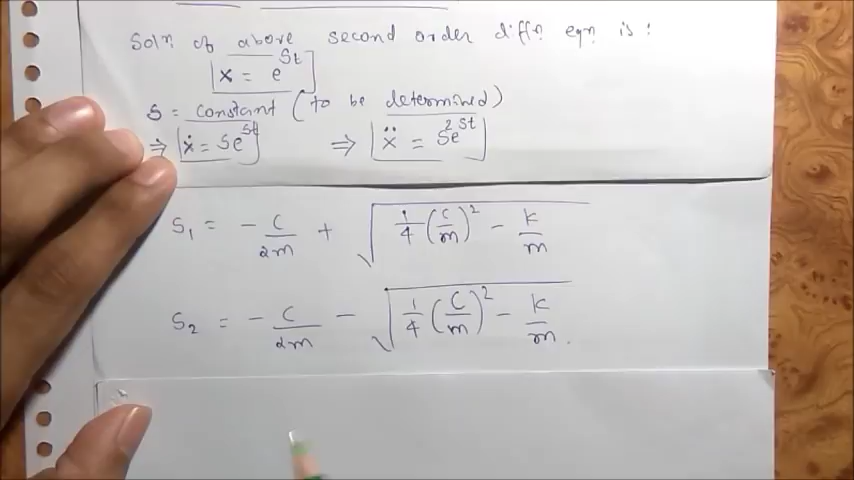 Soln of above second order diffn eqn is :
x = e^st
S = constant (to be determined)
⇒ ẋ = Se^st ⇒ ẍ = S²e^st
S₁ = - C/2m + √(1/4 (C/m)² - K/m)
S₂ = - C/2m - √(1/4 (C/m)² - K/m).